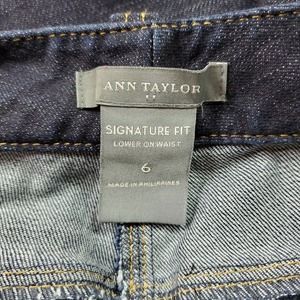 ANN TAYLOR
SIGNATURE FIT
LOWER ON WAIST
6
MADE IN PHILIPPINES